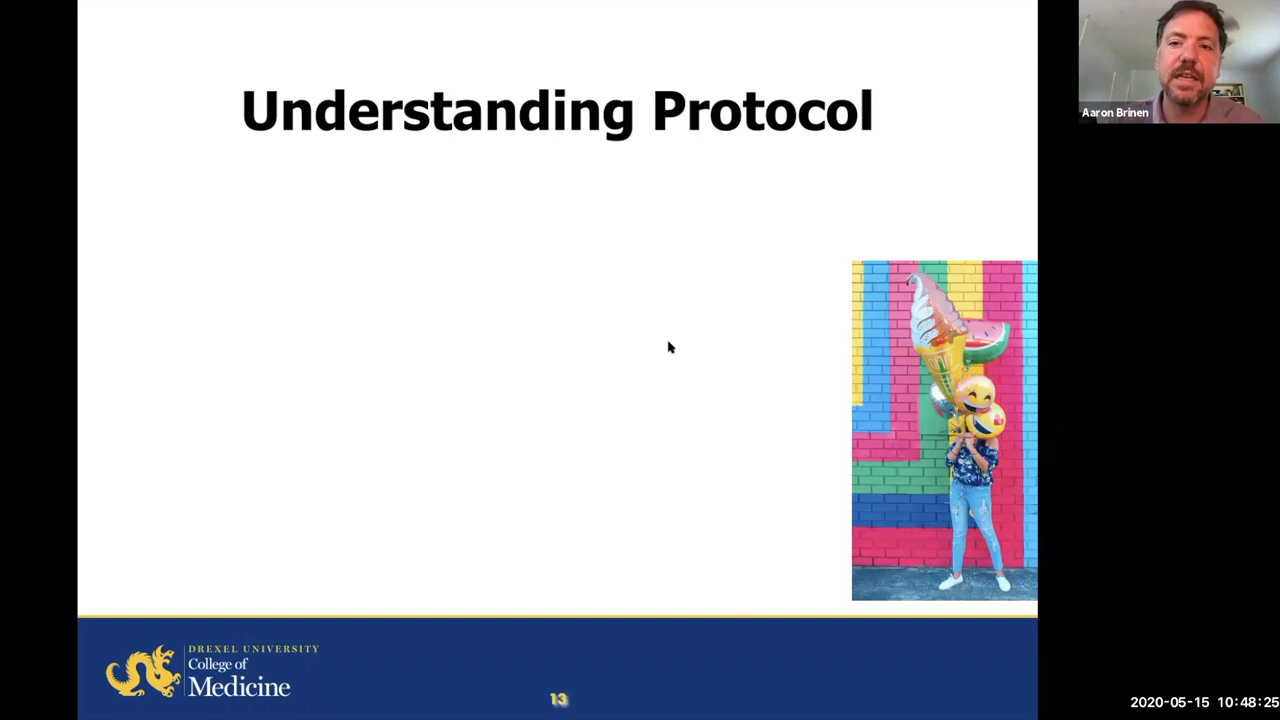 Understanding Protocol
Aaron Brinen
DREXEL UNIVERSITY
College of
Medicine
13
2020-05-15 10:48:25